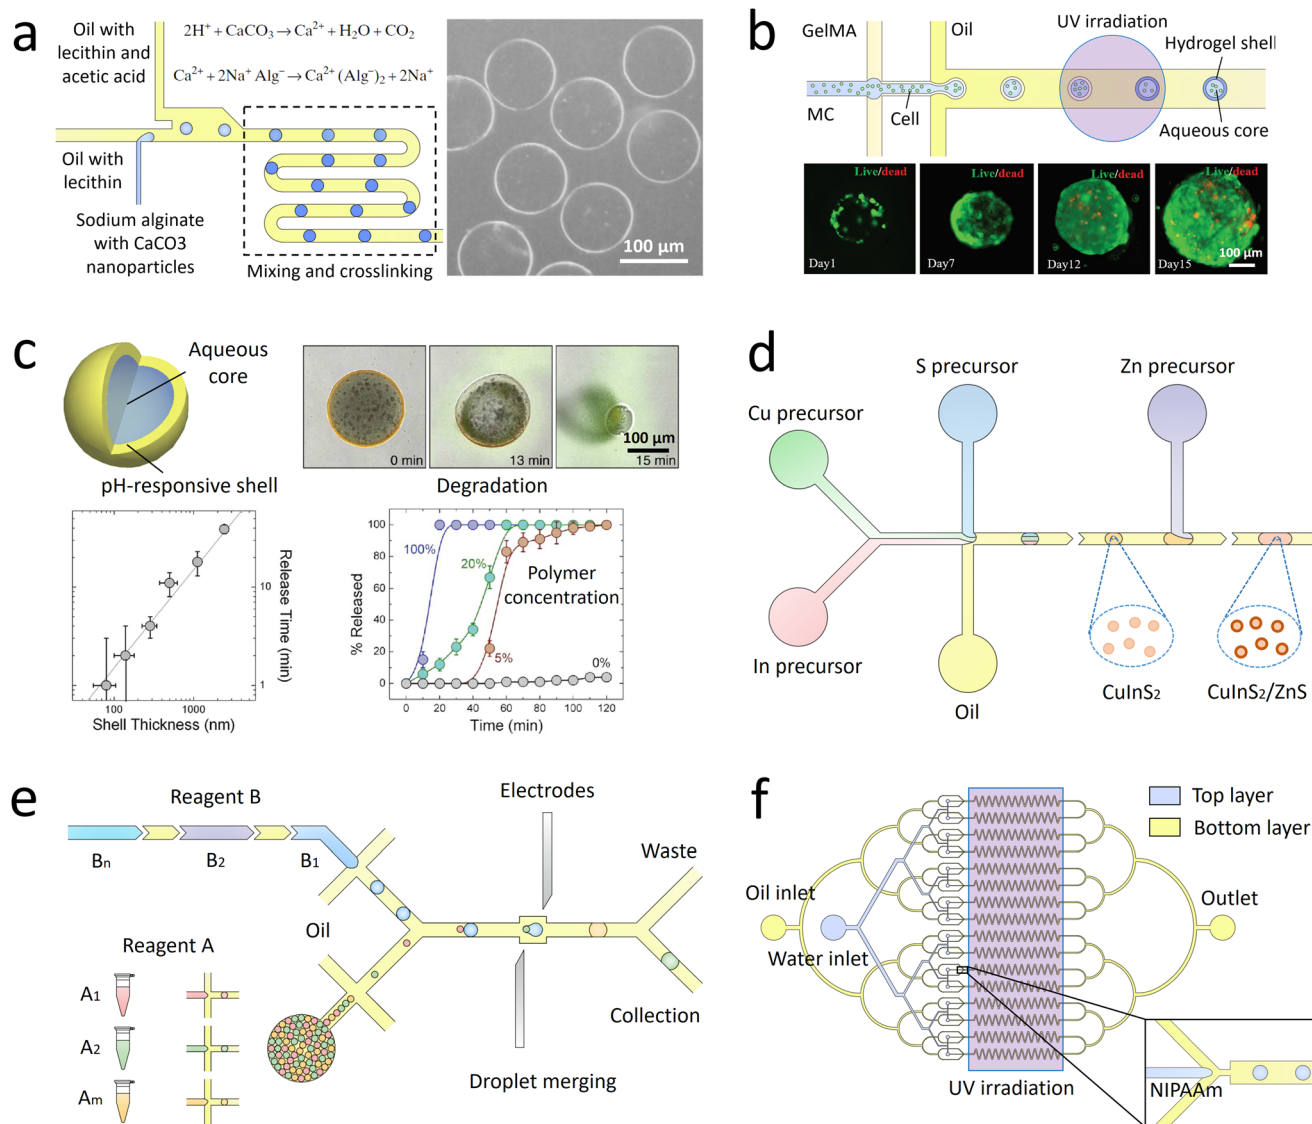 a
Oil with
lecithin and
acetic acid
2H⁺ + CaCO₃ → Ca²⁺ + H₂O + CO₂
Ca²⁺ + 2Na⁺ Alg⁻ → Ca²⁺ (Alg⁻)₂ + 2Na⁺
Oil with
lecithin
Sodium alginate
with CaCO3
nanoparticles
Mixing and crosslinking
100 μm
b
GelMA
Oil
UV irradiation
Hydrogel shell
MC
Cell
Aqueous core
Live/dead
Live/dead
Live/dead
Live/dead
Day1
Day7
Day12
Day15
100 μm
c
Aqueous
core
pH-responsive shell
0 min
13 min
100 μm
15 min
Degradation
10
1
Release Time (min)
100
1000
Shell Thickness (nm)
% Released
100
80
60
40
20
0
100%
20%
Polymer
concentration
5%
0%
0
20
40
60
80
100
120
Time (min)
d
S precursor
Zn precursor
Cu precursor
In precursor
Oil
CuInS₂
CuInS₂/ZnS
e
Reagent B
Bn
B2
B1
Electrodes
Waste
Oil
Reagent A
A1
A2
Am
Collection
Droplet merging
f
Top layer
Bottom layer
Oil inlet
Water inlet
Outlet
UV irradiation
NIPAAm